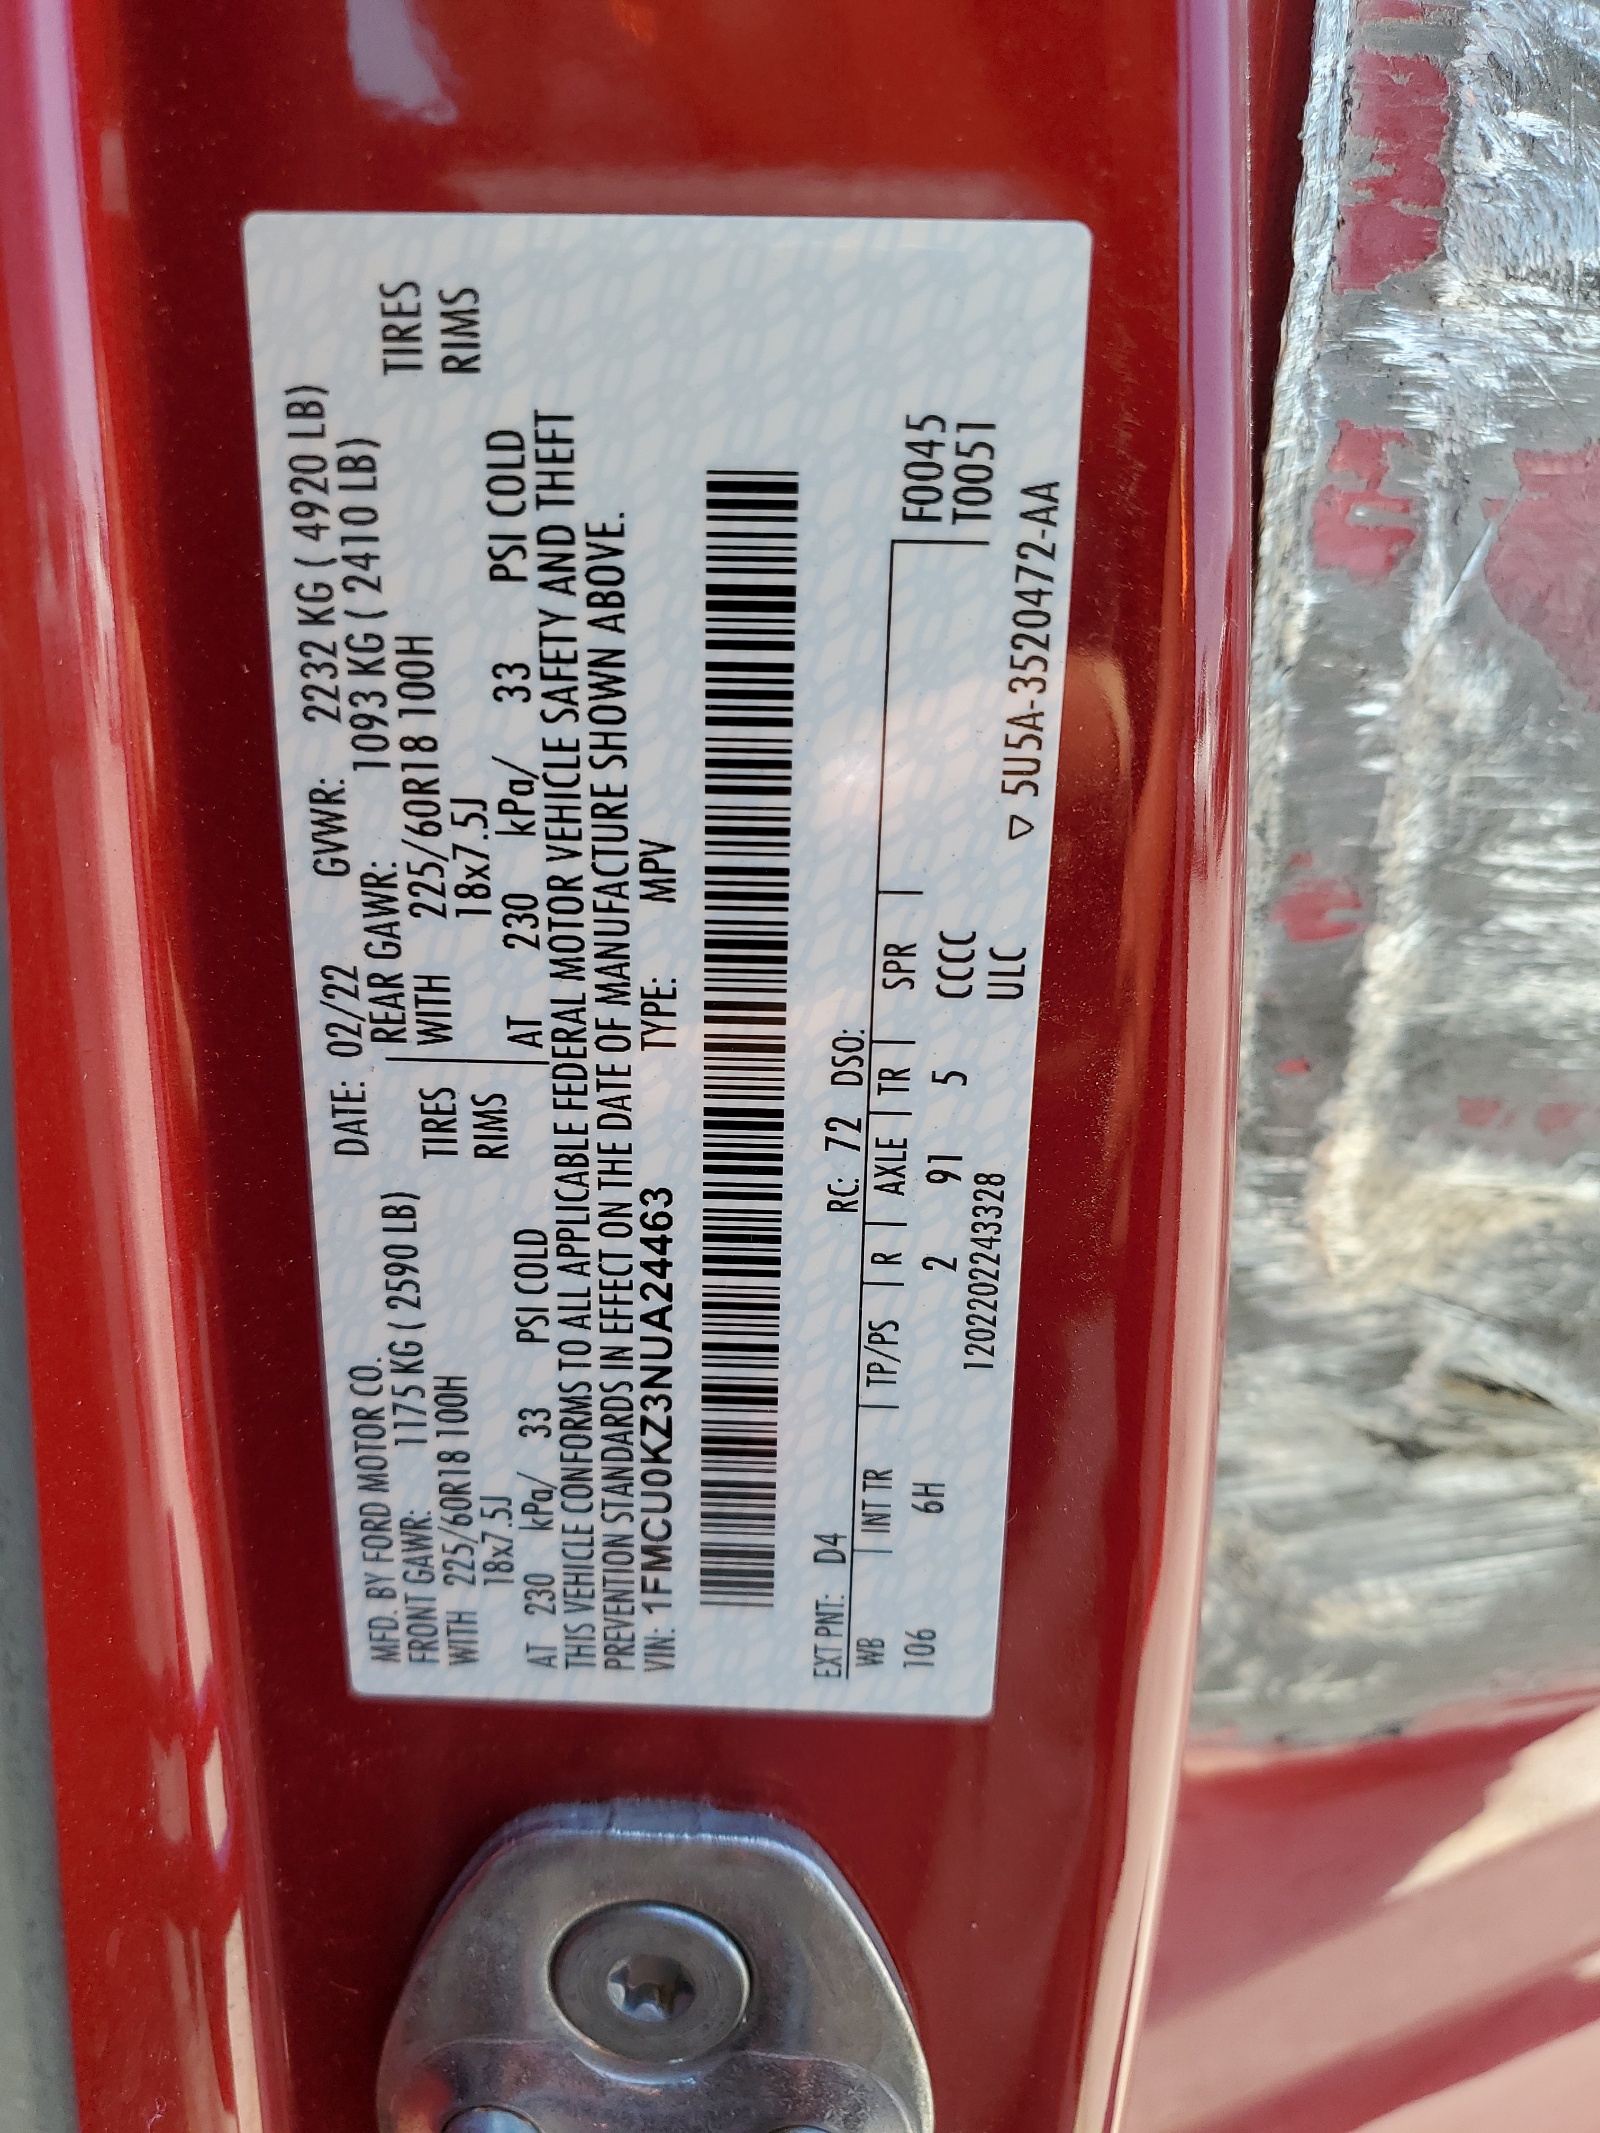 MFD. BY FORD MOTOR CO. DATE: 02/22 GVWR: 2232 KG ( 4920 LB)
FRONT GAWR: 1175 KG ( 2590 LB) REAR GAWR: 1093 KG ( 2410 LB)
WITH 225/60R18 100H TIRES WITH 225/60R18 100H TIRES
18x7.5J RIMS 18x7.5J RIMS
AT 230 kPa/ 33 PSI COLD AT 230 kPa/ 33 PSI COLD
THIS VEHICLE CONFORMS TO ALL APPLICABLE FEDERAL MOTOR VEHICLE SAFETY AND THEFT
PREVENTION STANDARDS IN EFFECT ON THE DATE OF MANUFACTURE SHOWN ABOVE.
VIN: 1FMCU0KZ3NUA24463 TYPE: MPV
EXT PNT: D4 RC: 72 DSO:
WB INT TR TP/PS R AXLE TR SPR F0045
106 6H 2 91 5 CCCC T0051
12022022243328 ULC
▽ 5U5A-3520472-AA